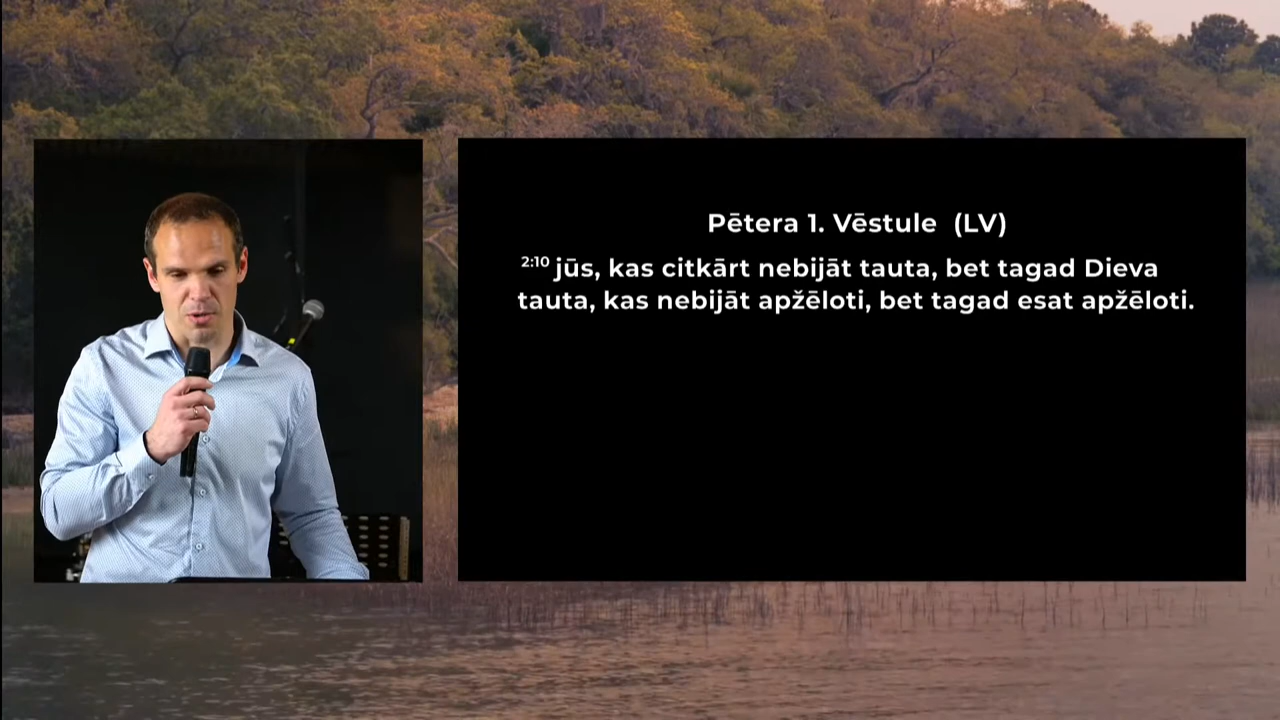 Pētera 1. Vēstule (LV)
2:10 jūs, kas citkārt nebijāt tauta, bet tagad Dieva
tauta, kas nebijāt apžēloti, bet tagad esat apžēloti.